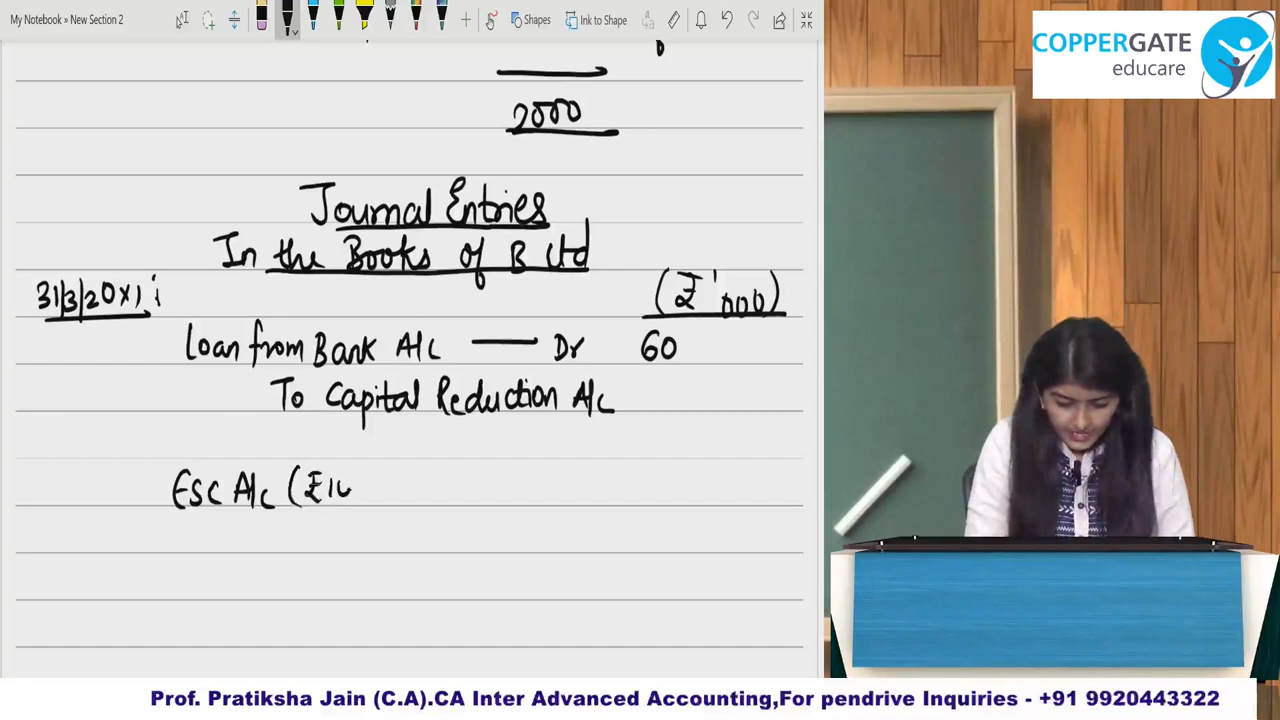 My Notebook » New Section 2
Shapes
Ink to Shape
COPPERGATE
educare
2000
Journal Entries
In the Books of B Ltd
31/3/20X1
(₹'000)
Loan from Bank A/c — Dr 60
To Capital Reduction A/c
ESC A/c (₹10
Prof. Pratiksha Jain (C.A).CA Inter Advanced Accounting,For pendrive Inquiries - +91 9920443322